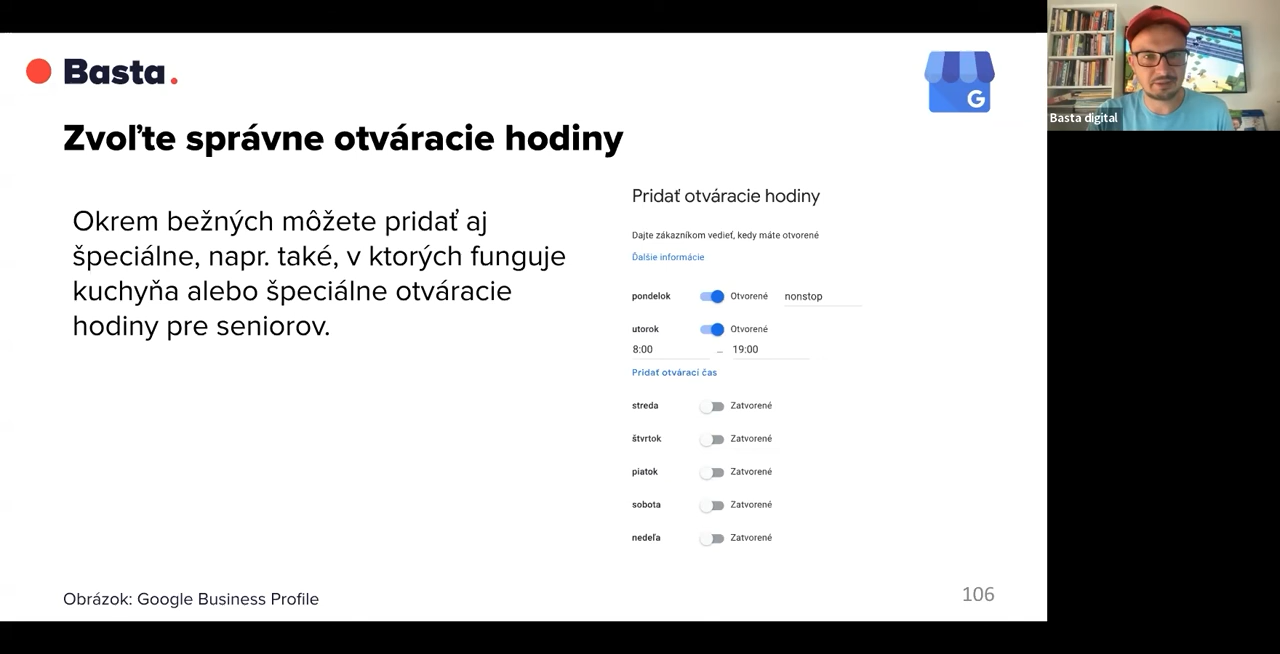 Basta.
Basta digital
Zvoľte správne otváracie hodiny
Okrem bežných môžete pridať aj
špeciálne, napr. také, v ktorých funguje
kuchyňa alebo špeciálne otváracie
hodiny pre seniorov.
G
Pridať otváracie hodiny
Dajte zákazníkom vedieť, kedy máte otvorené
Ďalšie informácie
pondelok Otvorené nonstop
utorok Otvorené
8:00 – 19:00
Pridať otvárací čas
streda Zatvorené
štvrtok Zatvorené
piatok Zatvorené
sobota Zatvorené
nedeľa Zatvorené
Obrázok: Google Business Profile
106